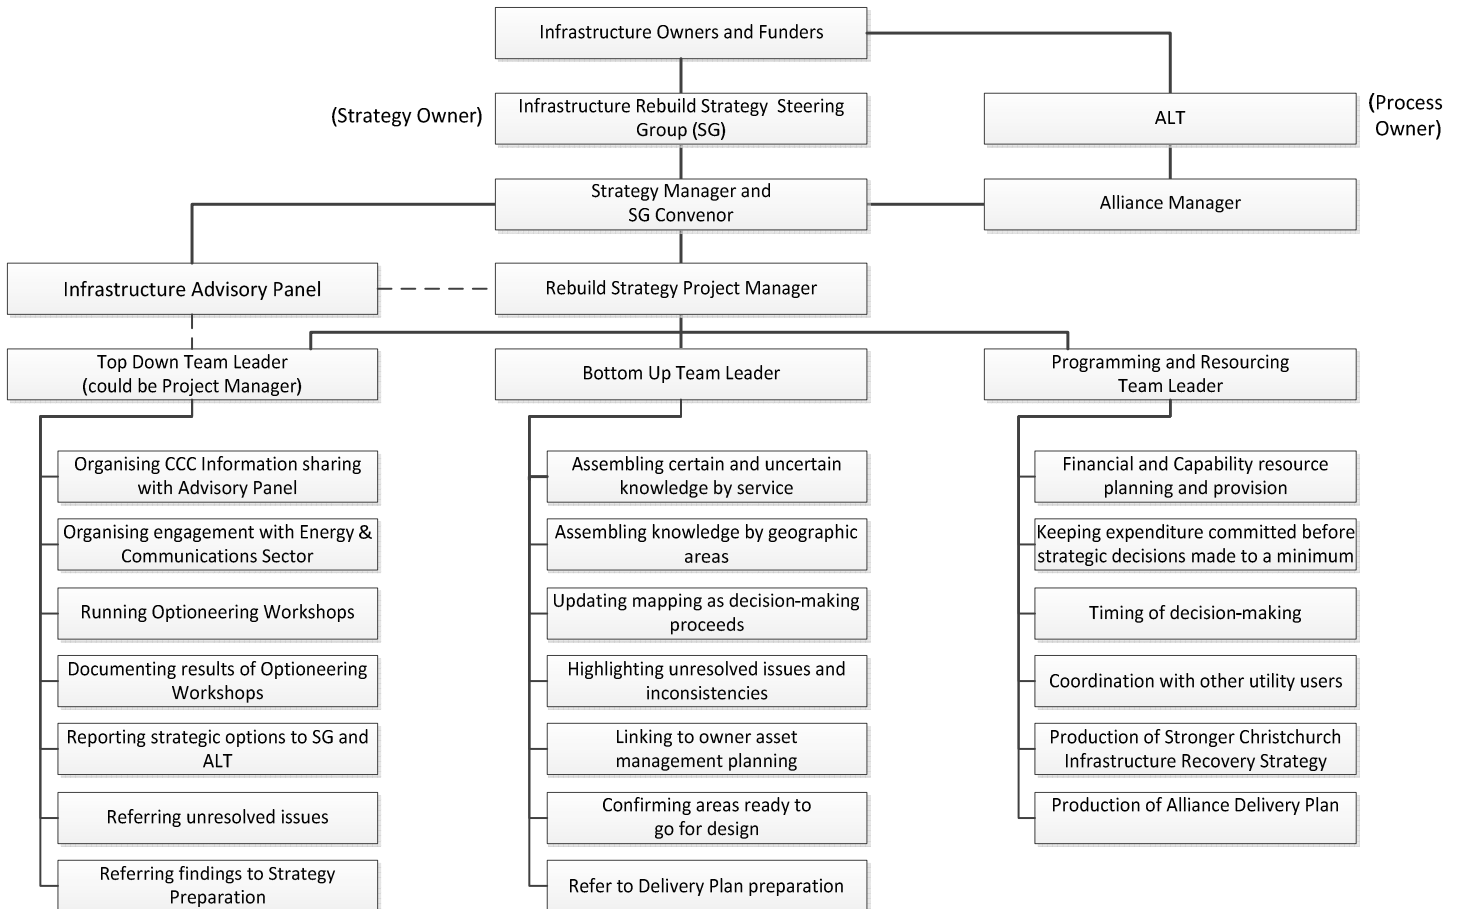 Infrastructure Owners and Funders
(Strategy Owner)
Infrastructure Rebuild Strategy Steering
Group (SG)
ALT
(Process
Owner)
Strategy Manager and
SG Convenor
Alliance Manager
Infrastructure Advisory Panel
Rebuild Strategy Project Manager
Top Down Team Leader
(could be Project Manager)
Bottom Up Team Leader
Programming and Resourcing
Team Leader
Organising CCC Information sharing
with Advisory Panel
Organising engagement with Energy &
Communications Sector
Running Optioneering Workshops
Documenting results of Optioneering
Workshops
Reporting strategic options to SG and
ALT
Referring unresolved issues
Referring findings to Strategy
Preparation
Assembling certain and uncertain
knowledge by service
Assembling knowledge by geographic
areas
Updating mapping as decision-making
proceeds
Highlighting unresolved issues and
inconsistencies
Linking to owner asset
management planning
Confirming areas ready to
go for design
Refer to Delivery Plan preparation
Financial and Capability resource
planning and provision
Keeping expenditure committed before
strategic decisions made to a minimum
Timing of decision-making
Coordination with other utility users
Production of Stronger Christchurch
Infrastructure Recovery Strategy
Production of Alliance Delivery Plan